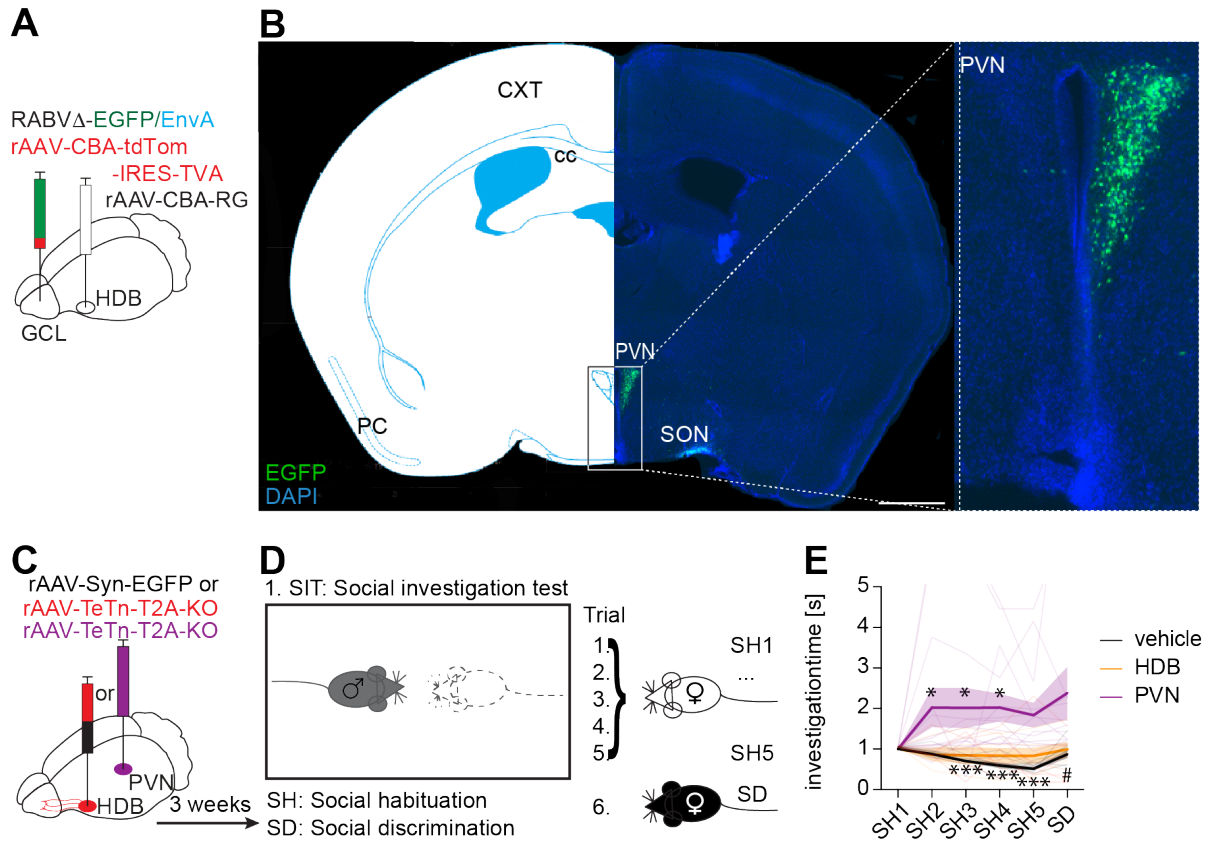 A
RABVΔ-EGFP/EnvA
rAAV-CBA-tdTom
-IRES-TVA
rAAV-CBA-RG
HDB
GCL
B
CXT
cc
PVN
SON
PC
EGFP
DAPI
PVN
C
rAAV-Syn-EGFP or
rAAV-TeTn-T2A-KO
rAAV-TeTn-T2A-KO
or
PVN
HDB
3 weeks
D
1. SIT: Social investigation test
♂
Trial
1.
2.
3.
4.
5.
6.
SH1
...
♀
SH5
SD
♀
SH: Social habituation
SD: Social discrimination
E
investigationtime [s]
5
4
3
2
1
0
* * *
*** *** *** #
SH1 SH2 SH3 SH4 SH5 SD
vehicle
HDB
PVN